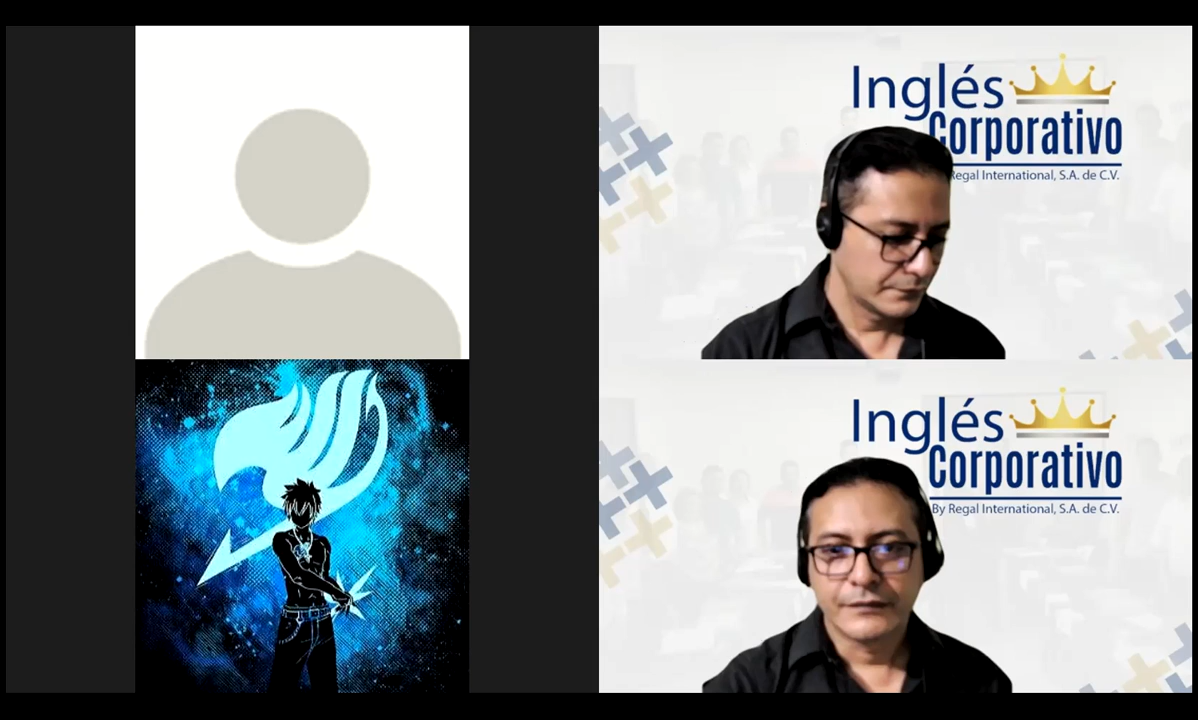 Inglés
Corporativo
Regal International, S.A. de C.V.
Inglés
Corporativo
By Regal International, S.A. de C.V.